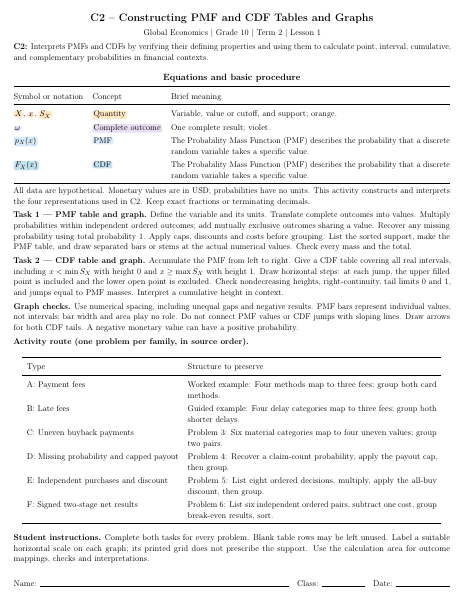 C2 – Constructing PMF and CDF Tables and Graphs
Global Economics | Grade 10 | Term 2 | Lesson 1
C2: Interprets PMFs and CDFs by verifying their defining properties and using them to calculate point, interval, cumulative,
and complementary probabilities in financial contexts.
Equations and basic procedure
Symbol or notation Concept Brief meaning
X, x, S_X Quantity Variable, value or cutoff, and support; orange.
ω Complete outcome One complete result; violet.
p_X(x) PMF The Probability Mass Function (PMF) describes the probability that a discrete
random variable takes a specific value.
F_X(x) CDF The Probability Mass Function (PMF) describes the probability that a discrete
random variable takes a specific value.
All data are hypothetical. Monetary values are in USD; probabilities have no units. This activity constructs and interprets
the four representations used in C2. Keep exact fractions or terminating decimals.
Task 1 — PMF table and graph. Define the variable and its units. Translate complete outcomes into values. Multiply
probabilities within independent ordered outcomes; add mutually exclusive outcomes sharing a value. Recover any missing
probability using total probability 1. Apply caps, discounts and costs before grouping. List the sorted support, make the
PMF table, and draw separated bars or stems at the actual numerical values. Check every mass and the total.
Task 2 — CDF table and graph. Accumulate the PMF from left to right. Give a CDF table covering all real intervals,
including x < min S_X with height 0 and x ≥ max S_X with height 1. Draw horizontal steps: at each jump, the upper filled
point is included and the lower open point is excluded. Check nondecreasing heights, right-continuity, tail limits 0 and 1,
and jumps equal to PMF masses. Interpret a cumulative height in context.
Graph checks. Use numerical spacing, including unequal gaps and negative results. PMF bars represent individual values,
not intervals; bar width and area play no role. Do not connect PMF values or CDF jumps with sloping lines. Draw arrows
for both CDF tails. A negative monetary value can have a positive probability.
Activity route (one problem per family, in source order).
Type Structure to preserve
A: Payment fees Worked example: Four methods map to three fees; group both card
methods.
B: Late fees Guided example: Four delay categories map to three fees; group both
shorter delays.
C: Uneven buyback payments Problem 3: Six material categories map to four uneven values; group
two pairs.
D: Missing probability and capped payout Problem 4: Recover a claim-count probability, apply the payout cap,
then group.
E: Independent purchases and discount Problem 5: List eight ordered decisions, multiply, apply the all-buy
discount, then group.
F: Signed two-stage net results Problem 6: List six independent ordered pairs, subtract one cost, group
break-even results, sort.
Student instructions. Complete both tasks for every problem. Blank table rows may be left unused. Label a suitable
horizontal scale on each graph; its printed grid does not prescribe the support. Use the calculation area for outcome
mappings, checks and interpretations.
Name: Class: Date: